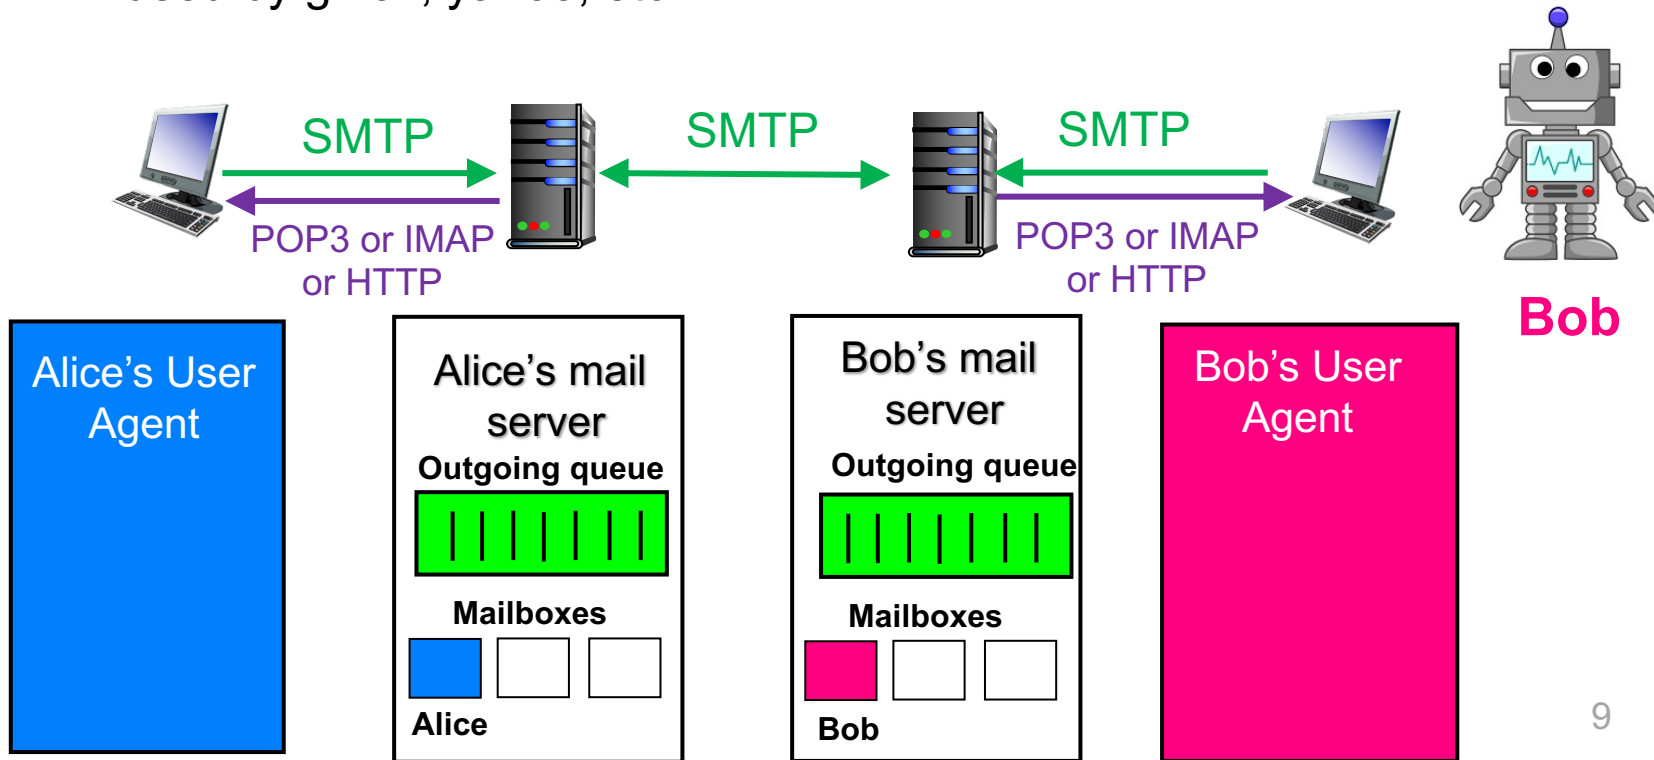 SMTP
SMTP
SMTP
POP3 or IMAP
or HTTP
POP3 or IMAP
or HTTP
Bob
Alice’s User
Agent
Alice’s mail
server
Outgoing queue
Mailboxes
Alice
Bob’s mail
server
Outgoing queue
Mailboxes
Bob
Bob’s User
Agent
9